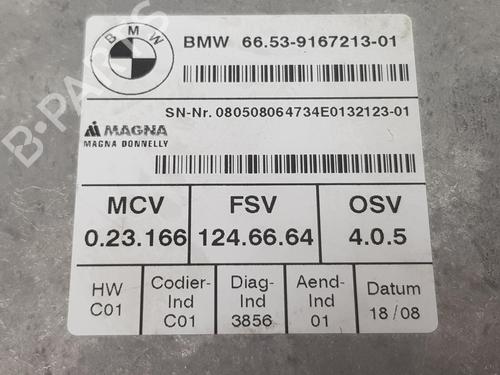 BMW
BMW 66.53-9167213-01
SN-Nr. 080508064734E0132123-01
MAGNA
MAGNA DONNELLY
MCV FSV OSV
0.23.166 124.66.64 4.0.5
HW C01
Codier-Ind C01
Diag-Ind 3856
Aend-Ind 01
Datum 18/08
B-PARTS